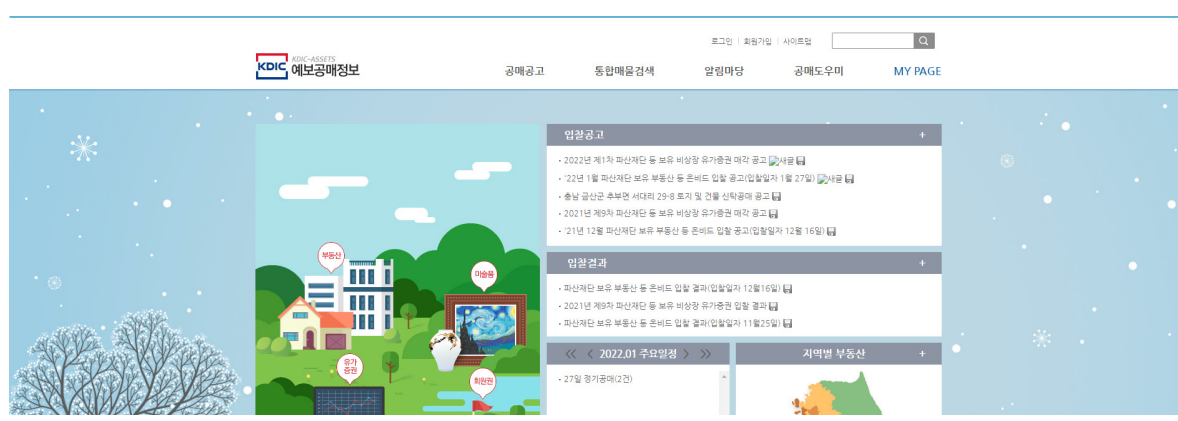 로그인 | 회원가입 | 사이트맵
KDIC KDIC-ASSETS 예보공매정보
공매공고 통합매물검색 알림마당 공매도우미 MY PAGE
입찰공고 +
· 2022년 제1차 파산재단 등 보유 비상장 유가증권 매각 공고 새글
· '22년 1월 파산재단 보유 부동산 등 온비드 입찰 공고(입찰일자 1월 27일) 새글
· 충남 금산군 추부면 서대리 29-8 토지 및 건물 신탁공매 공고
· 2021년 제9차 파산재단 등 보유 비상장 유가증권 매각 공고
· '21년 12월 파산재단 보유 부동산 등 온비드 입찰 공고(입찰일자 12월 16일)
입찰결과 +
· 파산재단 보유 부동산 등 온비드 입찰 결과(입찰일자 12월16일)
· 2021년 제9차 파산재단 등 보유 비상장 유가증권 입찰 결과
· 파산재단 보유 부동산 등 온비드 입찰 결과(입찰일자 11월25일)
≪ < 2022.01 주요일정 > ≫
지역별 부동산 +
· 27일 정기공매(2건)
부동산
미술품
유가
증권
회원권